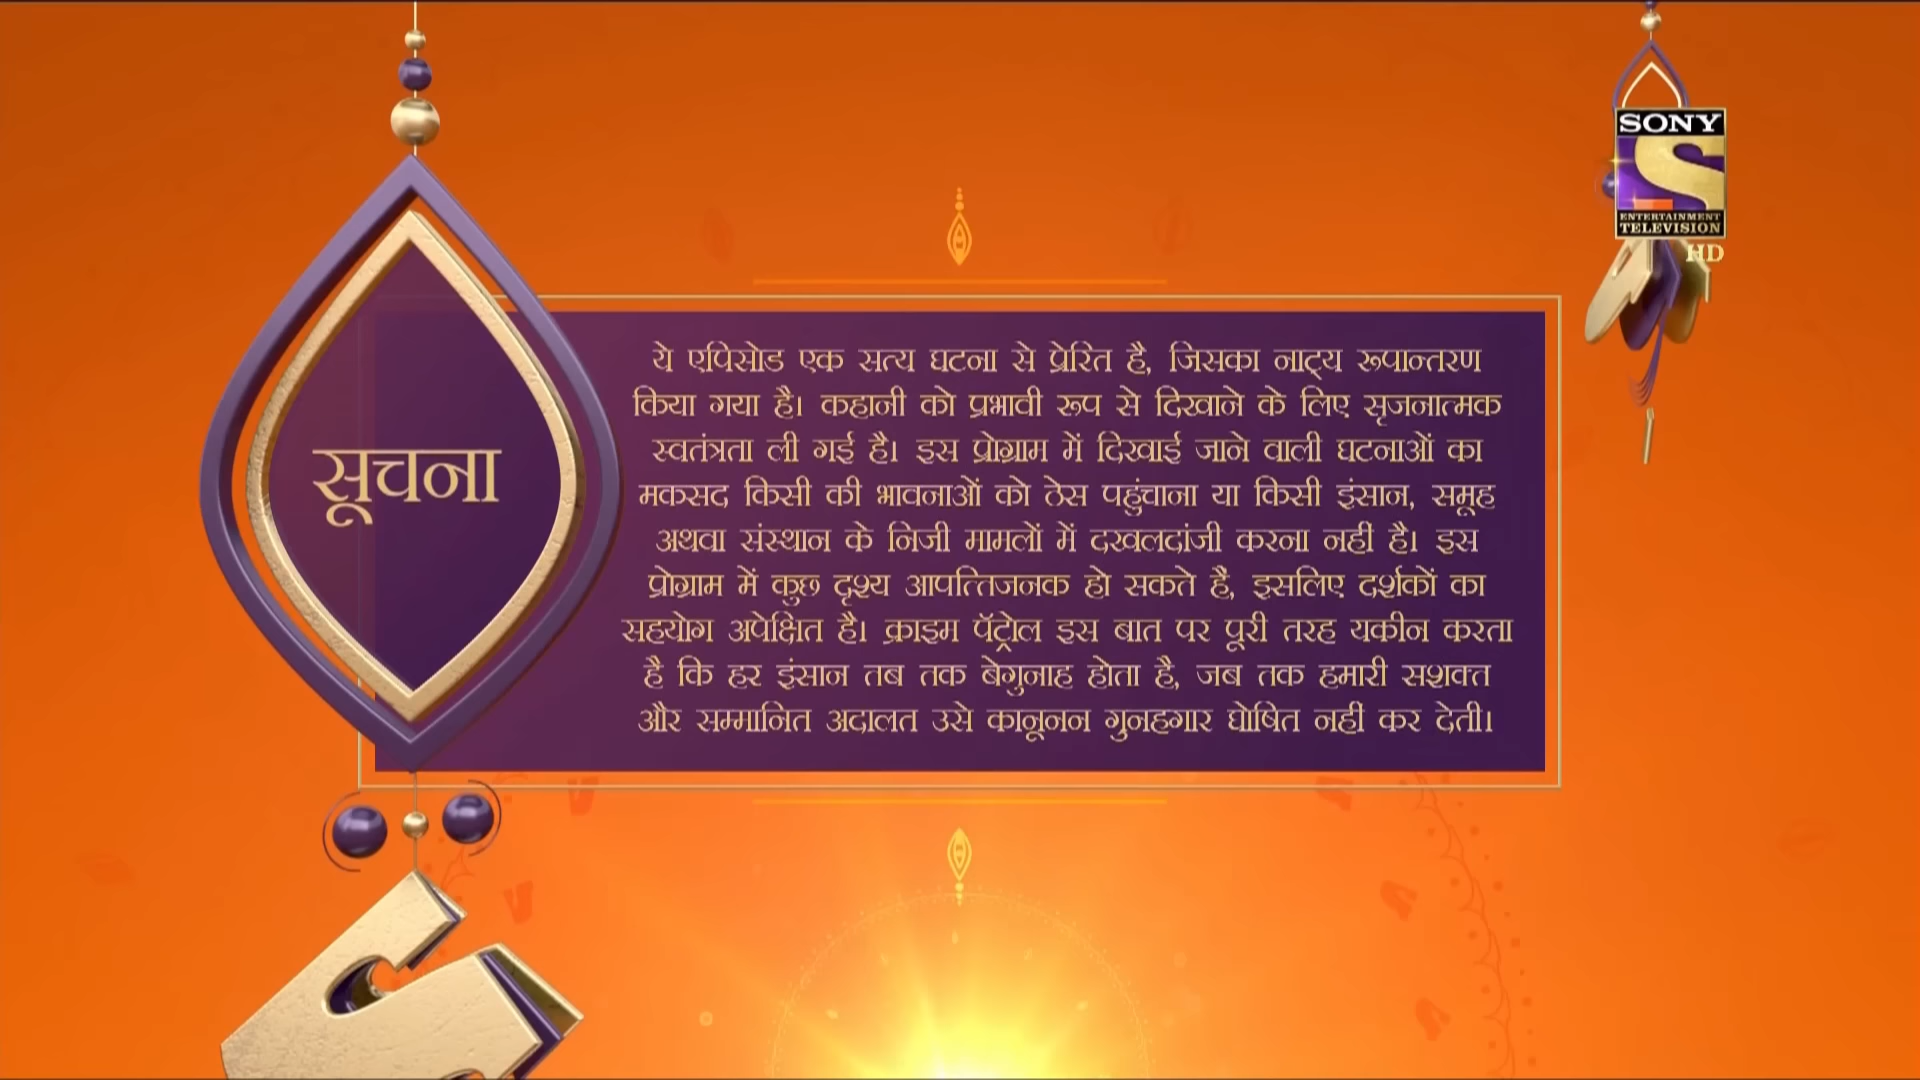 SONY
ENTERTAINMENT
TELEVISION
HD
सूचना
ये एपिसोड एक सत्य घटना से प्रेरित है, जिसका नाट्य रूपान्तरण
किया गया है। कहानी को प्रभावी रूप से दिखाने के लिए सृजनात्मक
स्वतंत्रता ली गई है। इस प्रोग्राम में दिखाई जाने वाली घटनाओं का
मकसद किसी की भावनाओं को ठेस पहुंचाना या किसी इंसान, समूह
अथवा संस्थान के निजी मामलों में दखलदांजी करना नहीं है। इस
प्रोग्राम में कुछ दृश्य आपत्तिजनक हो सकते हैं, इसलिए दर्शकों का
सहयोग अपेक्षित है। क्राइम पॅट्रोल इस बात पर पूरी तरह यकीन करता
है कि हर इंसान तब तक बेगुनाह होता है, जब तक हमारी सशक्त
और सम्मानित अदालत उसे कानूनन गुनहगार घोषित नहीं कर देती।